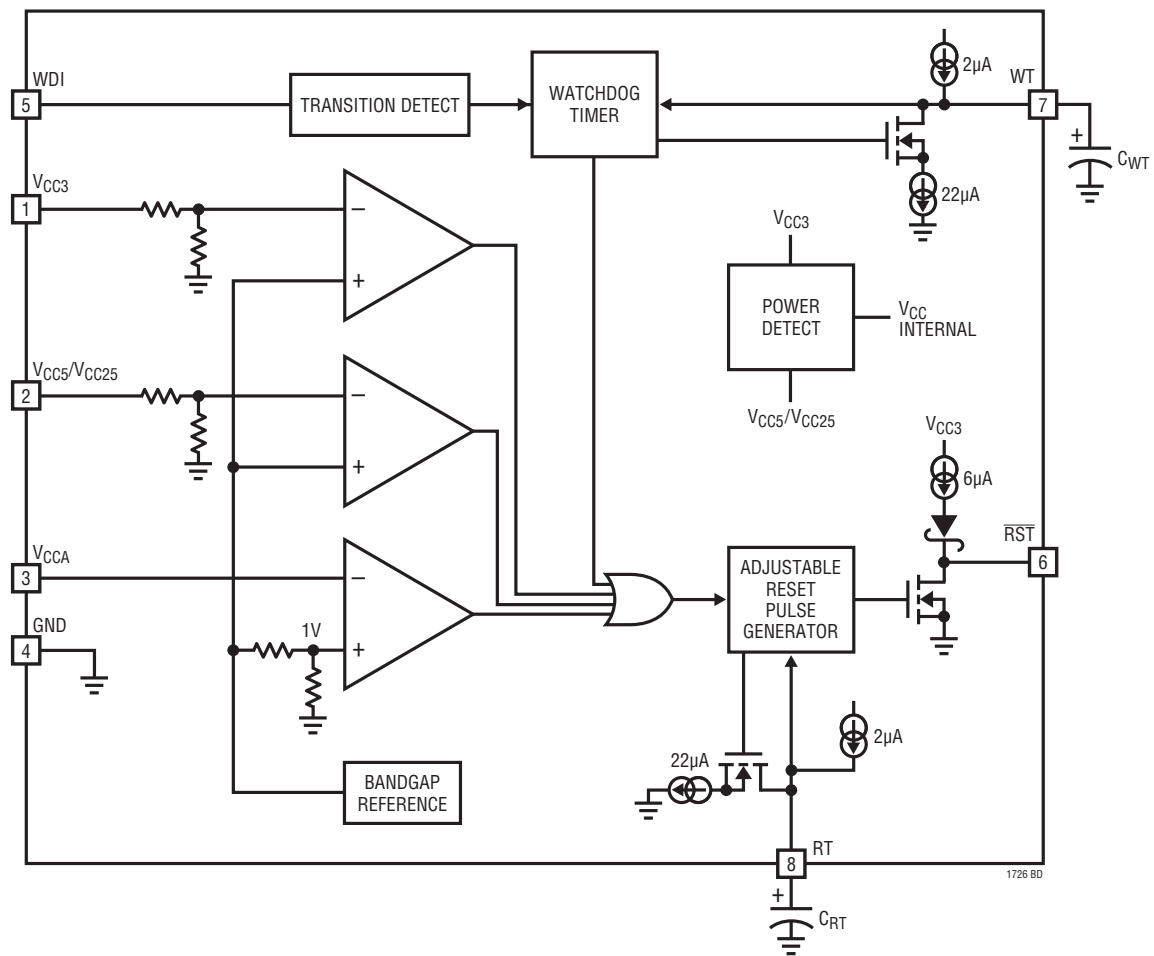 WDI
5
TRANSITION DETECT
WATCHDOG
TIMER
2µA
WT
7
+
CWT
22µA
VCC3
1
−
+
VCC3
POWER
DETECT
VCC
INTERNAL
VCC5/VCC25
VCC5/VCC25
2
−
+
VCC3
6µA
RST
6
VCCA
3
−
ADJUSTABLE
RESET
PULSE
GENERATOR
GND
4
1V
+
2µA
22µA
BANDGAP
REFERENCE
RT
8
1726 BD
+
CRT